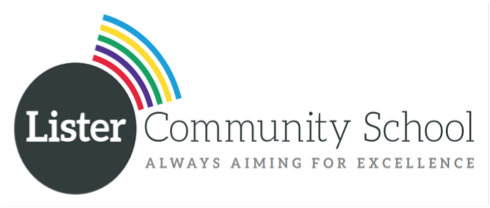 Lister Community School
ALWAYS AIMING FOR EXCELLENCE